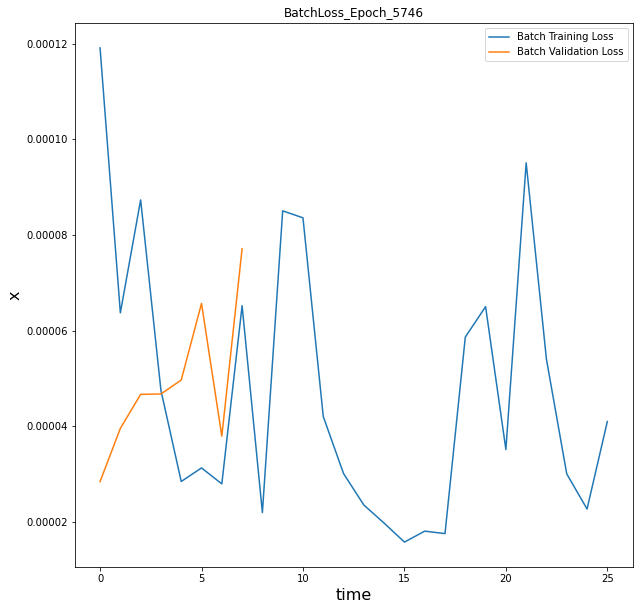 BatchLoss_Epoch_5746
Batch Training Loss
Batch Validation Loss
0.00012
0.00010
0.00008
0.00006
0.00004
0.00002
x
0 5 10 15 20 25
time